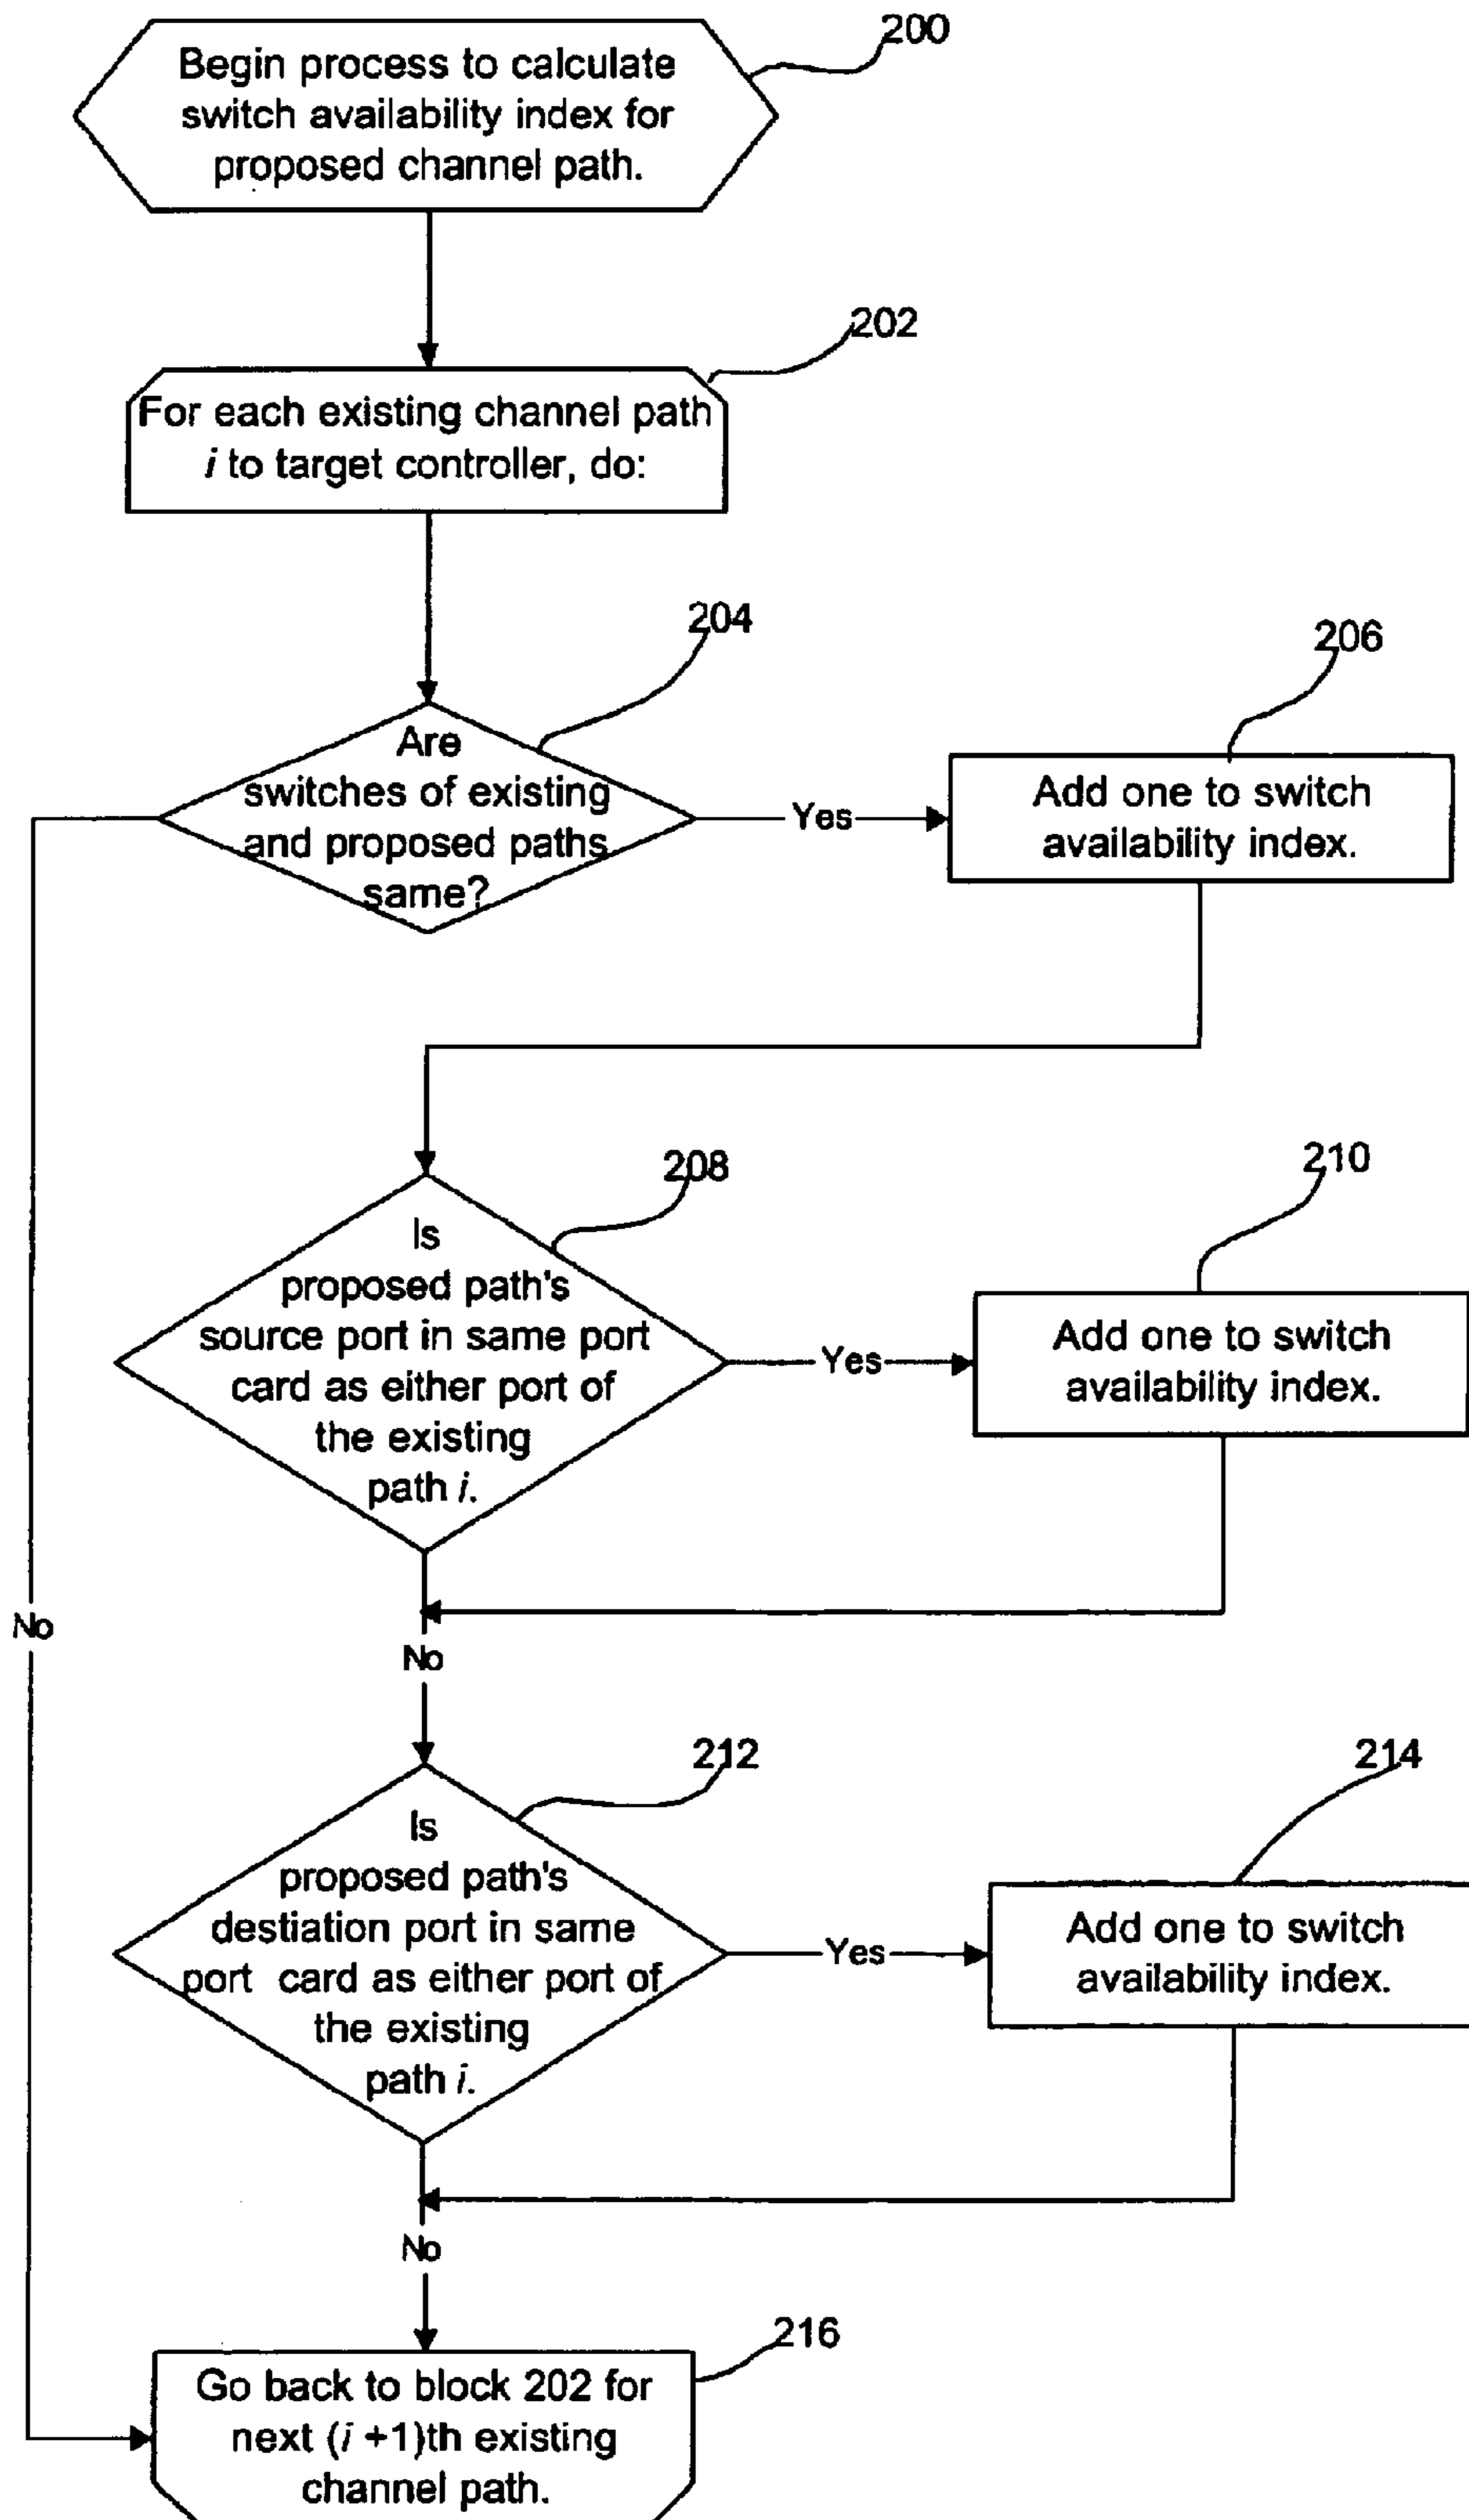 200
Begin process to calculate
switch availability index for
proposed channel path.
202
For each existing channel path
i to target controller, do:
204
Are
switches of existing
and proposed paths
same?
Yes
206
Add one to switch
availability index.
208
Is
proposed path's
source port in same port
card as either port of
the existing
path i.
Yes
210
Add one to switch
availability index.
No
No
212
Is
proposed path's
destiation port in same
port card as either port of
the existing
path i.
Yes
214
Add one to switch
availability index.
No
216
Go back to block 202 for
next (i +1)th existing
channel path.